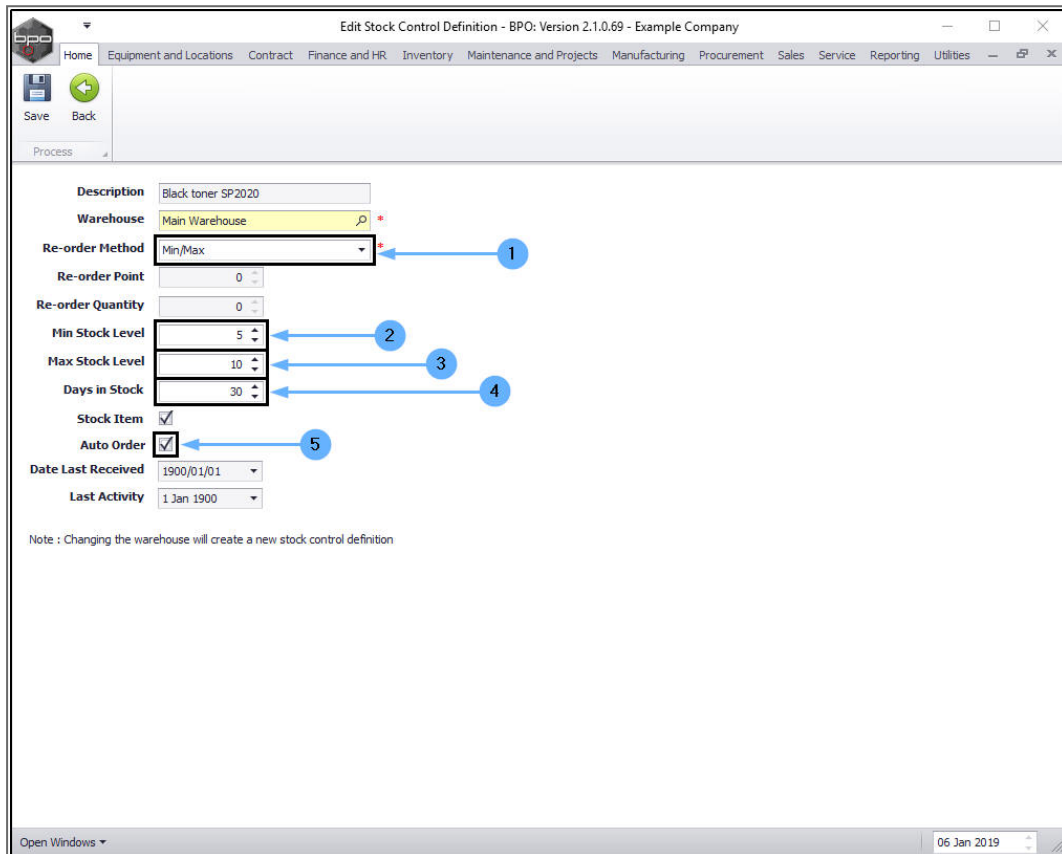 Edit Stock Control Definition - BPO: Version 2.1.0.69 - Example Company
bpo
Home Equipment and Locations Contract Finance and HR Inventory Maintenance and Projects Manufacturing Procurement Sales Service Reporting Utilities
Save Back
Process
Description Black toner SP2020
Warehouse Main Warehouse *
Re-order Method Min/Max * 1
Re-order Point 0
Re-order Quantity 0
Min Stock Level 5 2
Max Stock Level 10 3
Days in Stock 30 4
Stock Item
Auto Order 5
Date Last Received 1900/01/01
Last Activity 1 Jan 1900
Note : Changing the warehouse will create a new stock control definition
Open Windows 06 Jan 2019